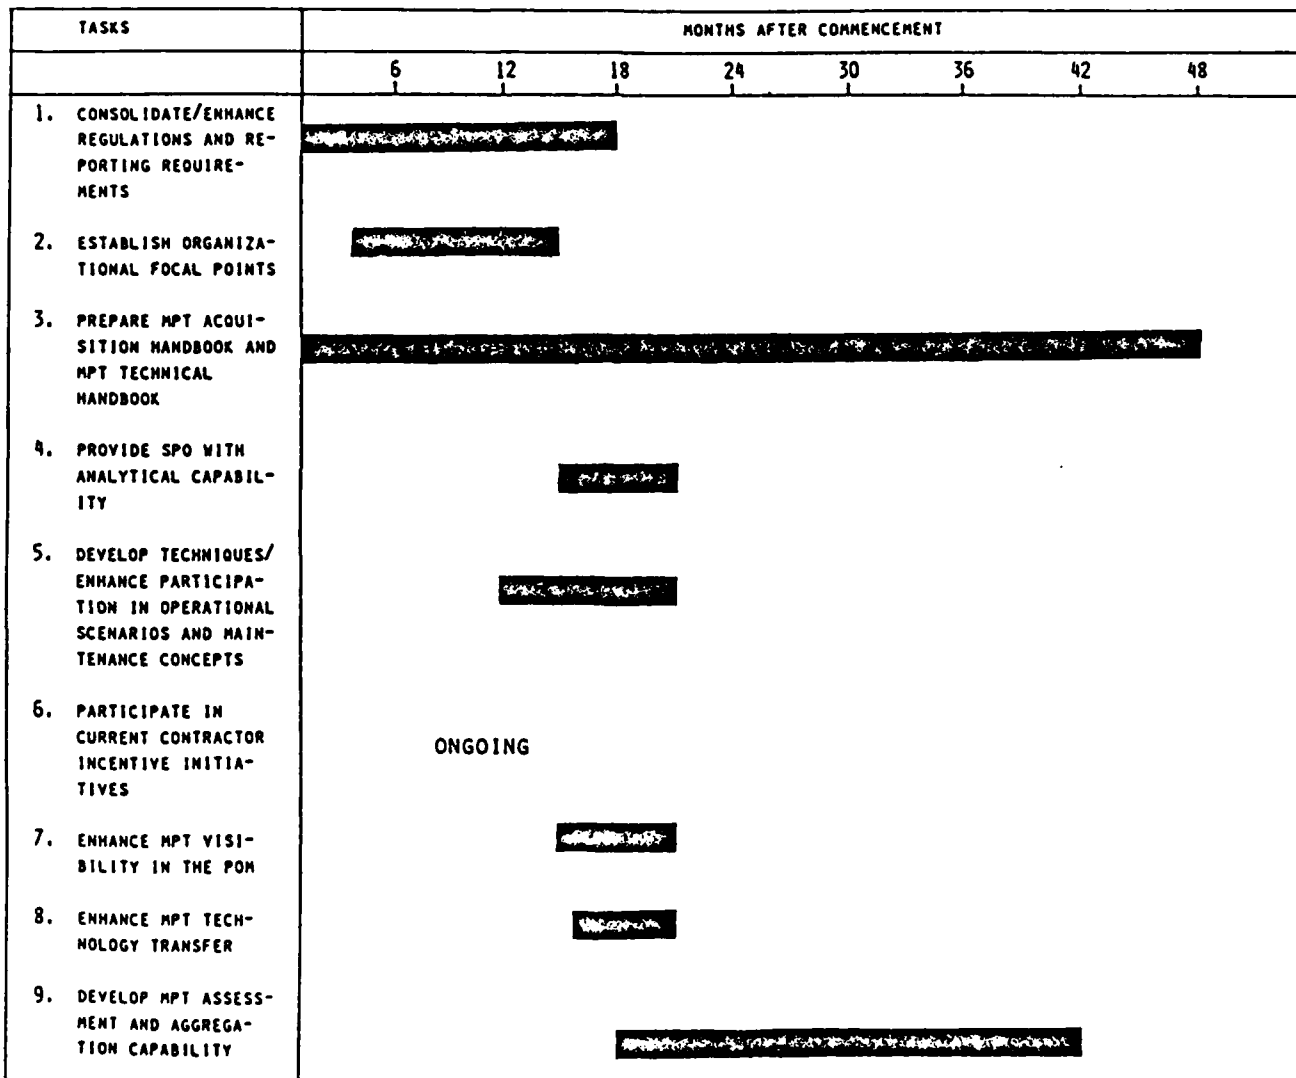 TASKS
MONTHS AFTER COMMENCEMENT
6 12 18 24 30 36 42 48
1. CONSOLIDATE/ENHANCE
REGULATIONS AND RE-
PORTING REQUIRE-
MENTS
2. ESTABLISH ORGANIZA-
TIONAL FOCAL POINTS
3. PREPARE MPT ACQUI-
SITION HANDBOOK AND
MPT TECHNICAL
HANDBOOK
4. PROVIDE SPO WITH
ANALYTICAL CAPABIL-
ITY
5. DEVELOP TECHNIQUES/
ENHANCE PARTICIPA-
TION IN OPERATIONAL
SCENARIOS AND MAIN-
TENANCE CONCEPTS
6. PARTICIPATE IN
CURRENT CONTRACTOR
INCENTIVE INITIA-
TIVES
ONGOING
7. ENHANCE MPT VISI-
BILITY IN THE POM
8. ENHANCE MPT TECH-
NOLOGY TRANSFER
9. DEVELOP MPT ASSESS-
MENT AND AGGREGA-
TION CAPABILITY